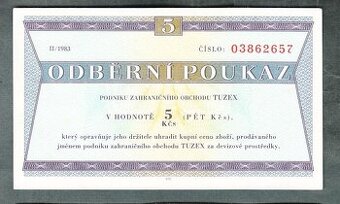 5
II/1983 ČÍSLO: 03862657
ODBĚRNÍ POUKAZ
PODNIKU ZAHRANIČNÍHO OBCHODU TUZEX
V HODNOTĚ 5 (PĚT Kčs),
Kčs
který opravňuje jeho držitele uhradit kupní cenu zboží, prodávaného
jménem podniku zahraničního obchodu TUZEX za devizové prostředky.